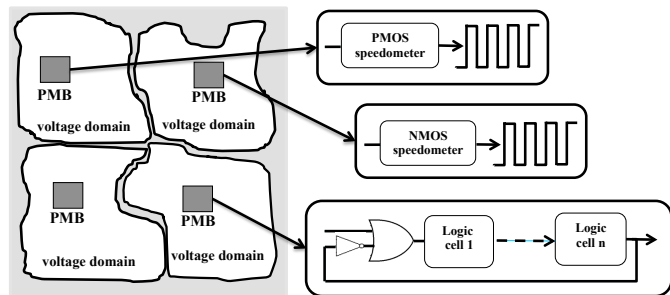 PMB
voltage domain
PMB
voltage domain
PMB
voltage domain
PMB
voltage domain
PMOS
speedometer
NMOS
speedometer
Logic
cell 1
Logic
cell n